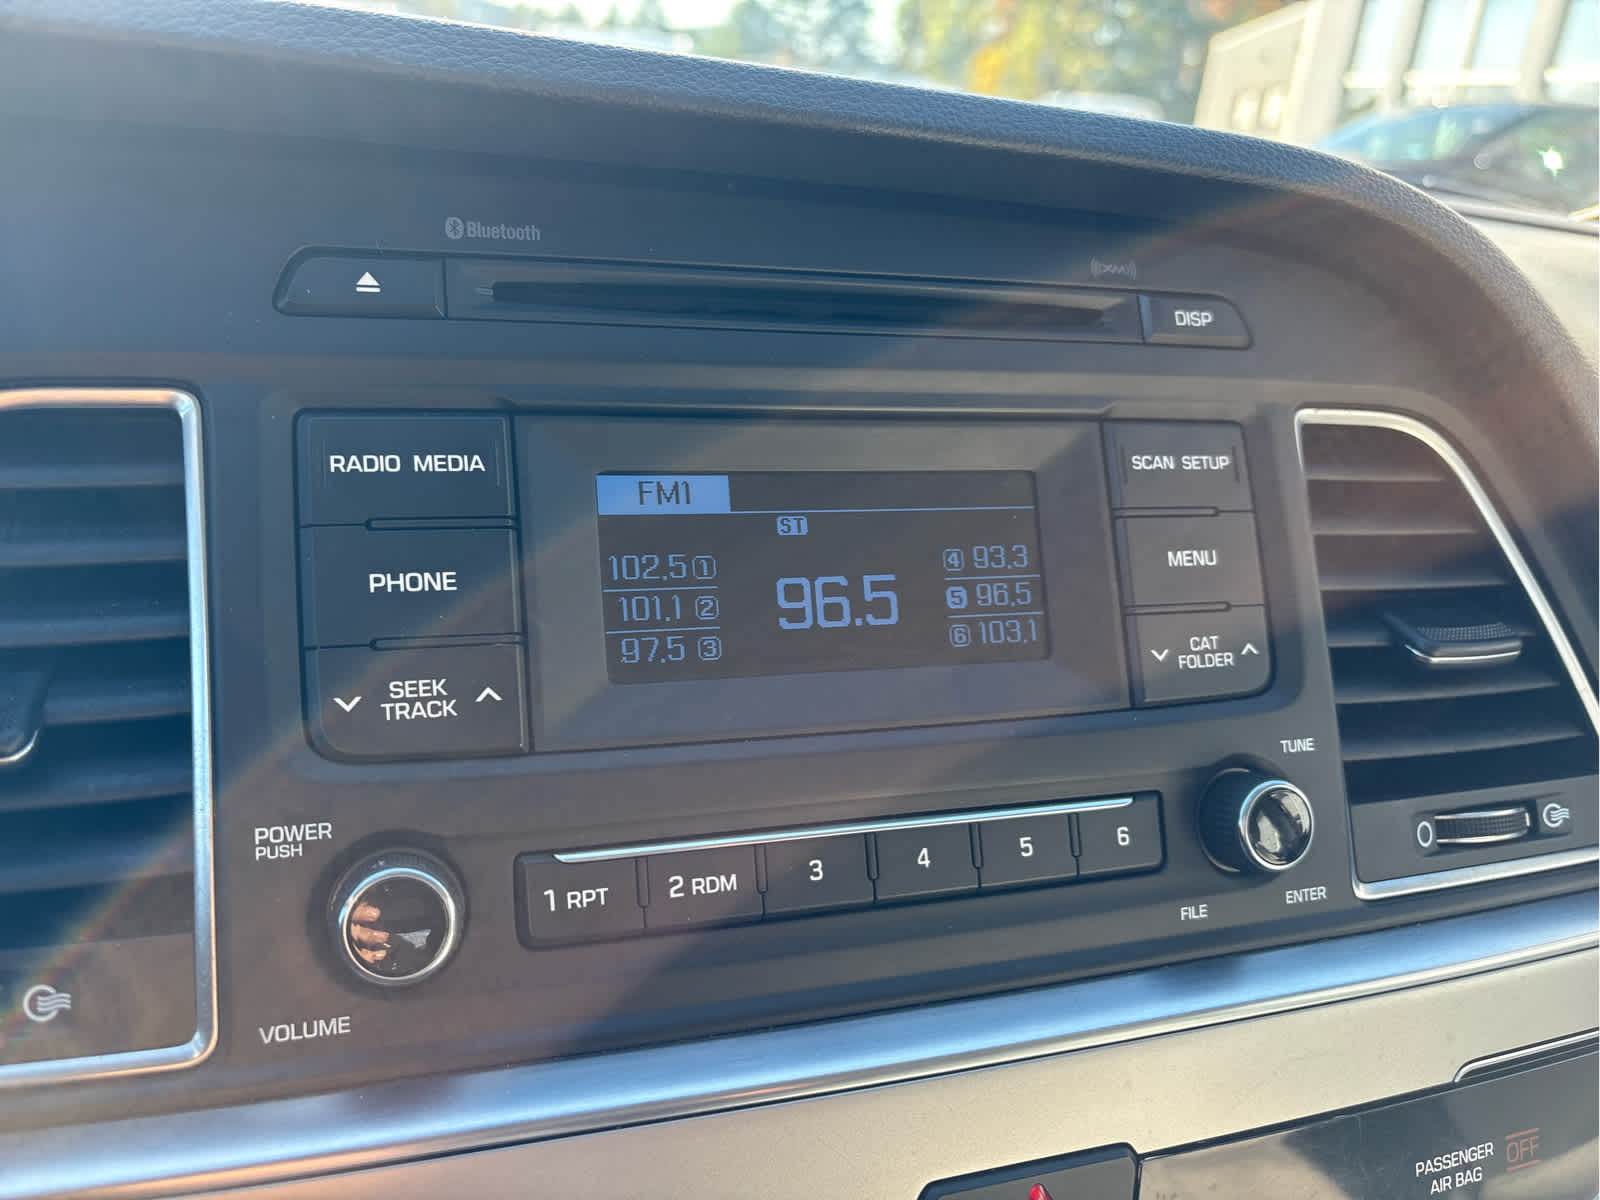 Bluetooth
XM
DISP
RADIO MEDIA
SCAN SETUP
PHONE
MENU
SEEK
TRACK
CAT
FOLDER
FM1
ST
102.5 1
101.1 2
97.5 3
96.5
4 93.3
5 96.5
6 103.1
TUNE
POWER
PUSH
1 RPT
2 RDM
3
4
5
6
FILE
ENTER
VOLUME
PASSENGER
AIR BAG
OFF